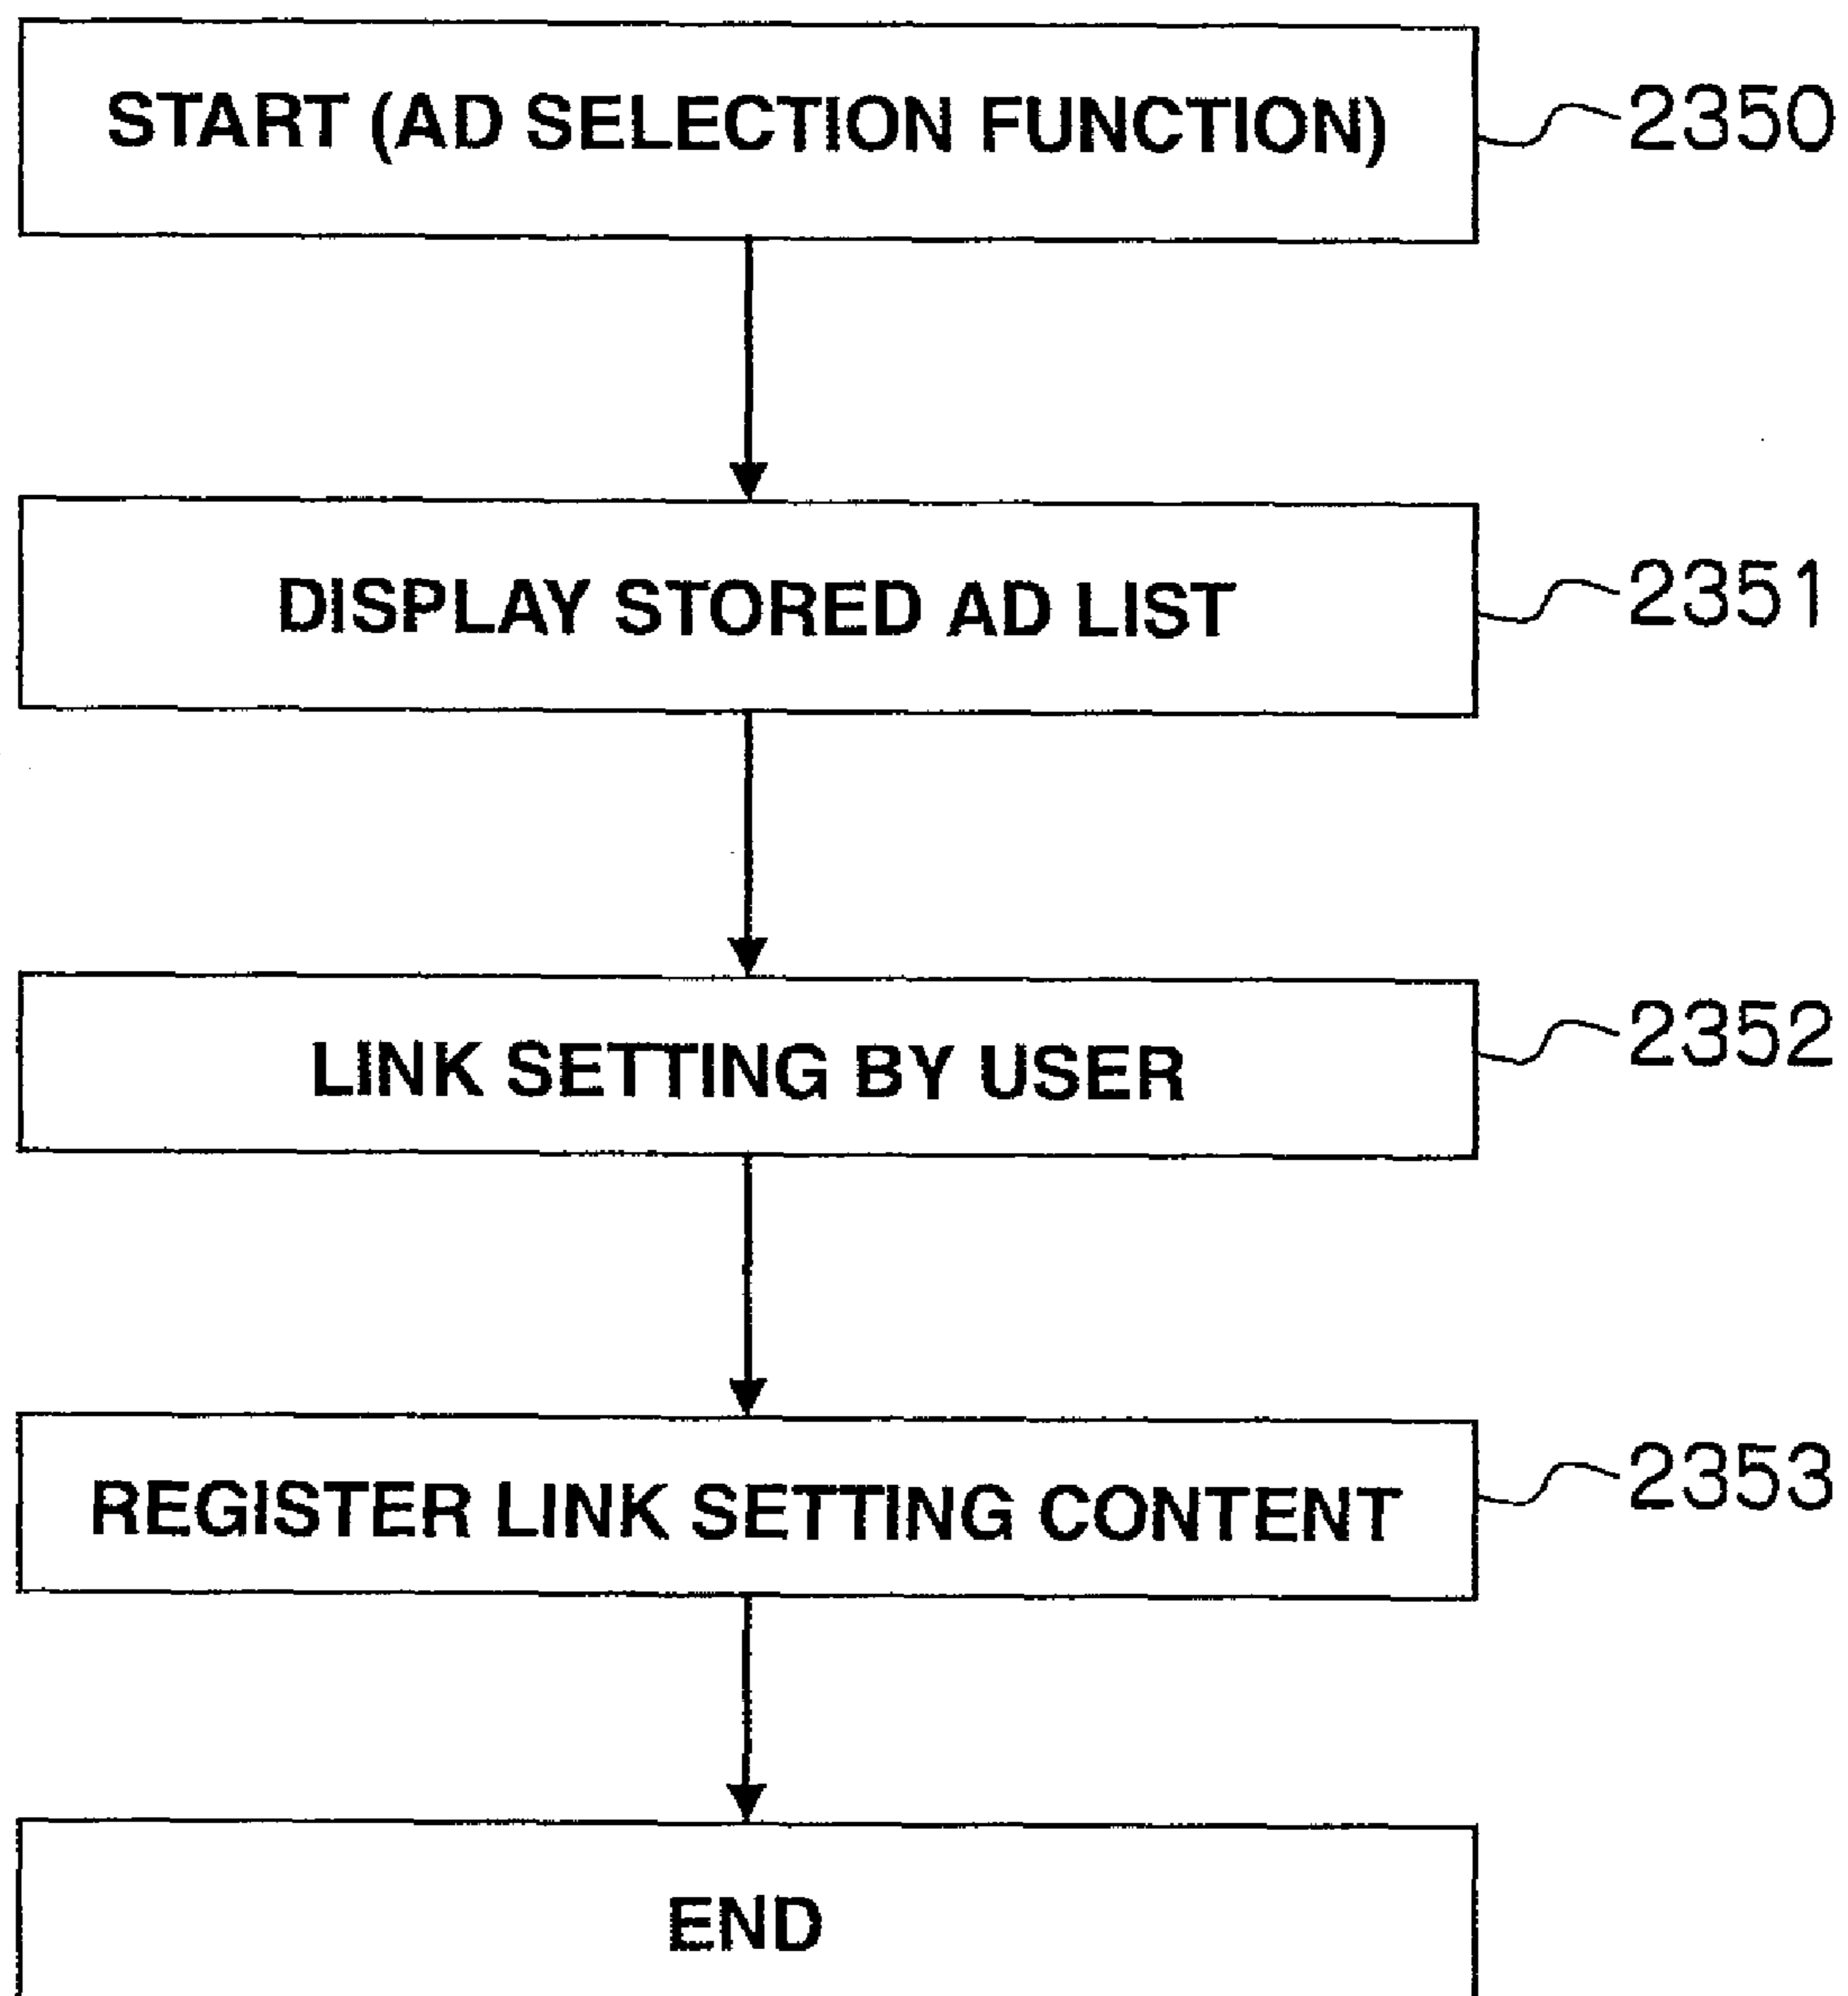 START (AD SELECTION FUNCTION)
2350
DISPLAY STORED AD LIST
2351
LINK SETTING BY USER
2352
REGISTER LINK SETTING CONTENT
2353
END